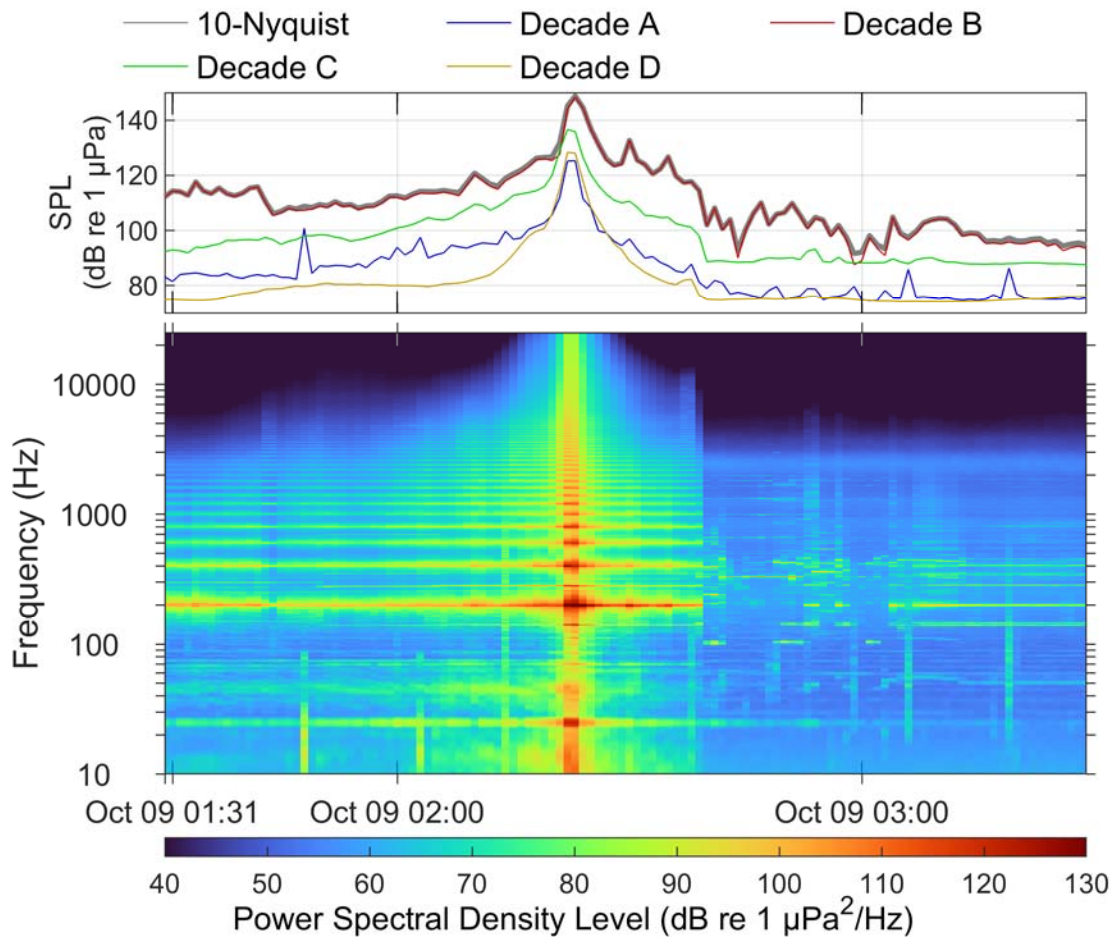 10-Nyquist Decade A Decade B
Decade C Decade D
140
120
100
80
SPL
(dB re 1 µPa)
10000
1000
100
10
Frequency (Hz)
Oct 09 01:31 Oct 09 02:00 Oct 09 03:00
40 50 60 70 80 90 100 110 120 130
Power Spectral Density Level (dB re 1 µPa²/Hz)